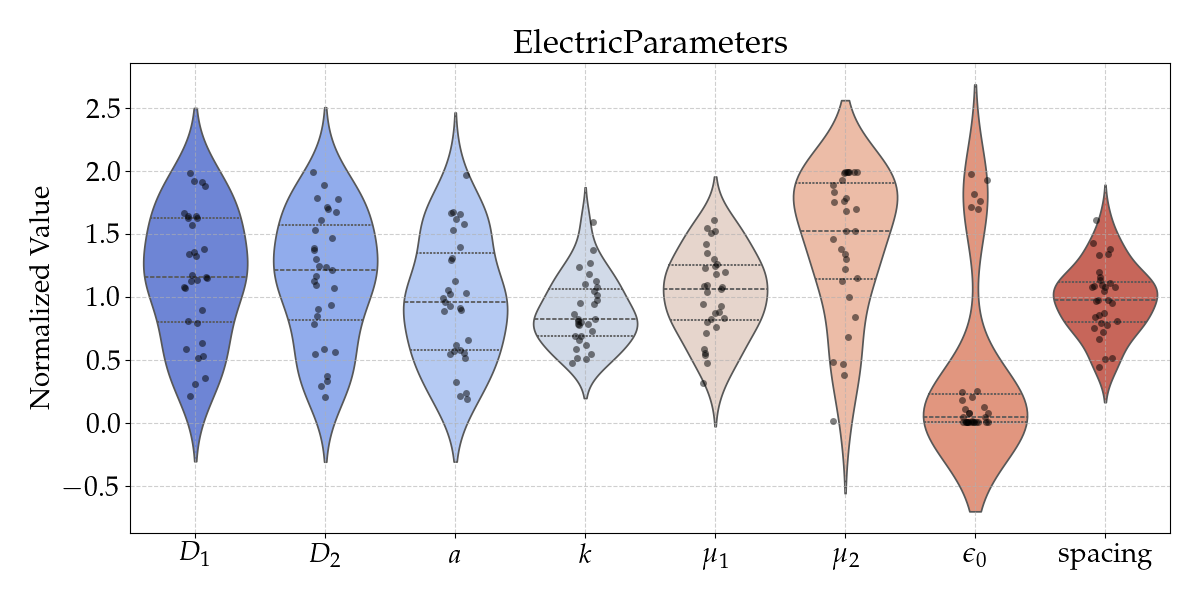 ElectricParameters
Normalized Value
2.5
2.0
1.5
1.0
0.5
0.0
−0.5
D₁ D₂ a k μ₁ μ₂ ϵ₀ spacing